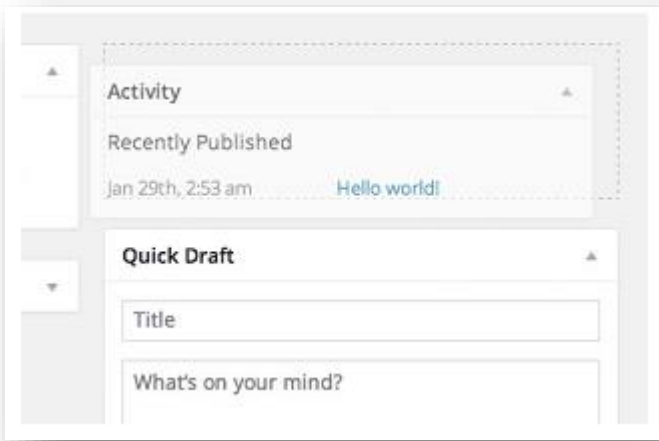 Activity
Recently Published
Jan 29th, 2:53 am Hello world!
Quick Draft
Title
What's on your mind?